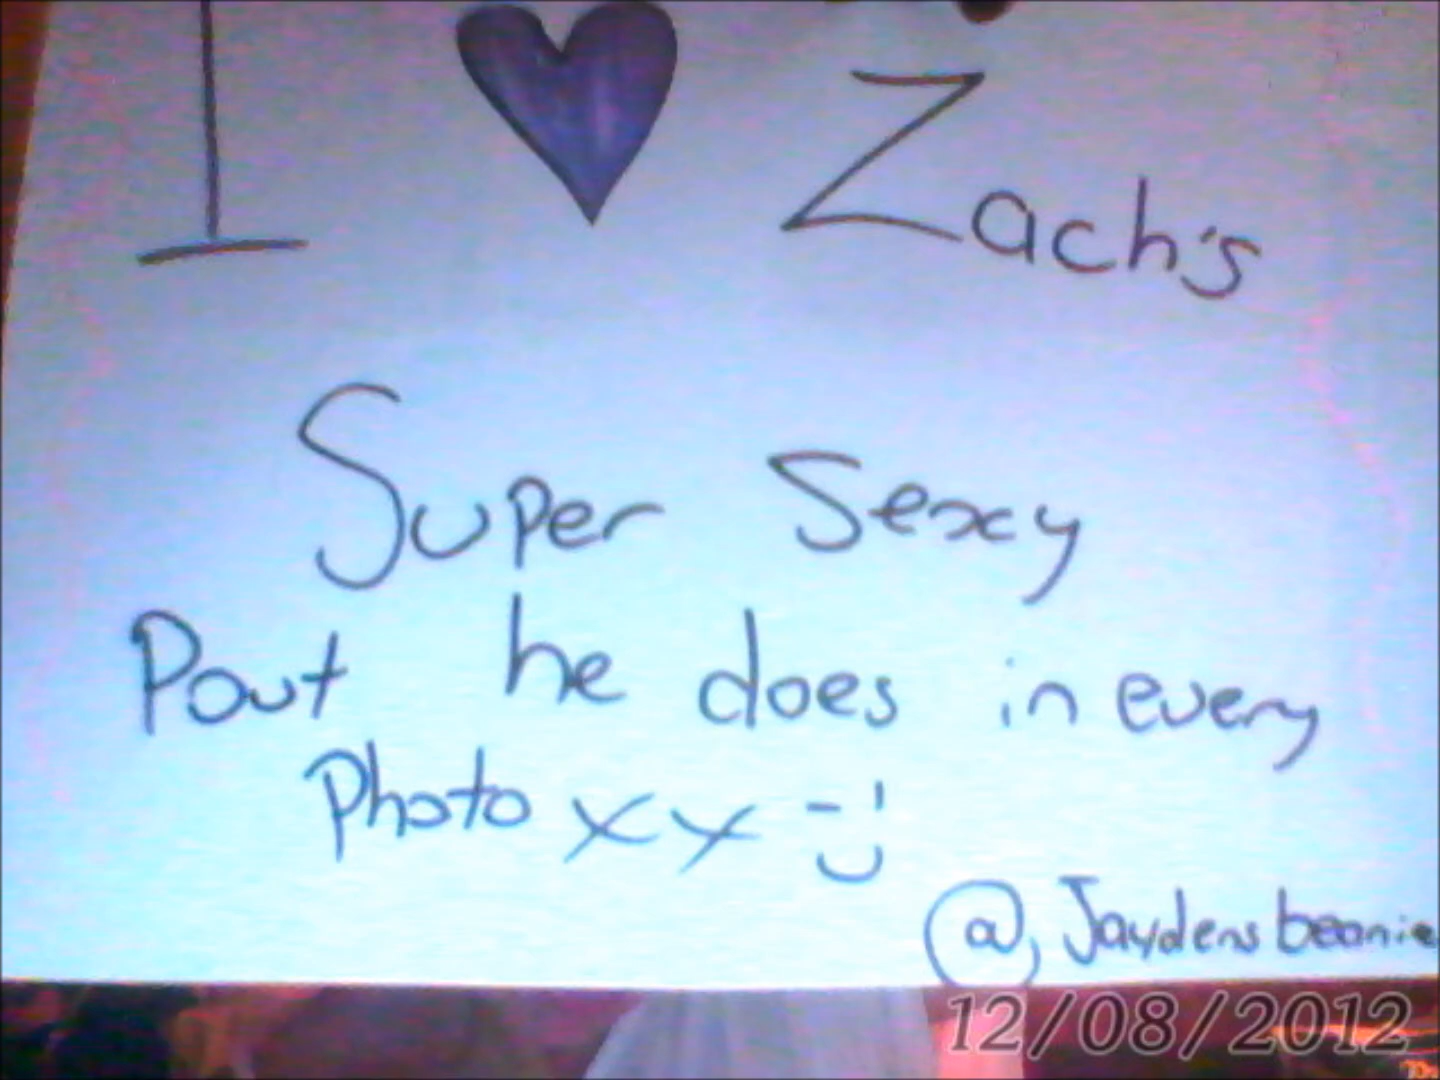 I ♥ Zach's
Super Sexy
Pout he does in every
Photo xx
@Jaydensbeanie
12/08/2012